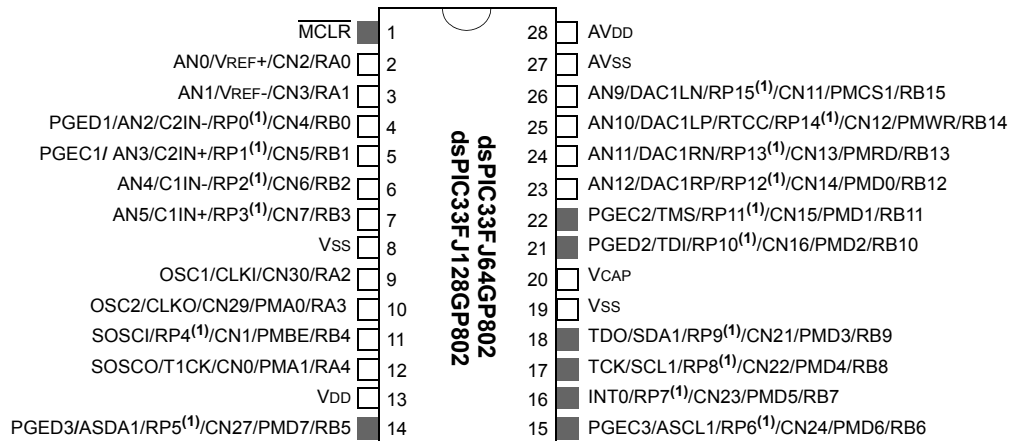 MCLR 1
AN0/VREF+/CN2/RA0 2
AN1/VREF-/CN3/RA1 3
PGED1/AN2/C2IN-/RP0(1)/CN4/RB0 4
PGEC1/ AN3/C2IN+/RP1(1)/CN5/RB1 5
AN4/C1IN-/RP2(1)/CN6/RB2 6
AN5/C1IN+/RP3(1)/CN7/RB3 7
VSS 8
OSC1/CLKI/CN30/RA2 9
OSC2/CLKO/CN29/PMA0/RA3 10
SOSCI/RP4(1)/CN1/PMBE/RB4 11
SOSCO/T1CK/CN0/PMA1/RA4 12
VDD 13
PGED3/ASDA1/RP5(1)/CN27/PMD7/RB5 14
dsPIC33FJ64GP802
dsPIC33FJ128GP802
28 AVDD
27 AVSS
26 AN9/DAC1LN/RP15(1)/CN11/PMCS1/RB15
25 AN10/DAC1LP/RTCC/RP14(1)/CN12/PMWR/RB14
24 AN11/DAC1RN/RP13(1)/CN13/PMRD/RB13
23 AN12/DAC1RP/RP12(1)/CN14/PMD0/RB12
22 PGEC2/TMS/RP11(1)/CN15/PMD1/RB11
21 PGED2/TDI/RP10(1)/CN16/PMD2/RB10
20 VCAP
19 VSS
18 TDO/SDA1/RP9(1)/CN21/PMD3/RB9
17 TCK/SCL1/RP8(1)/CN22/PMD4/RB8
16 INT0/RP7(1)/CN23/PMD5/RB7
15 PGEC3/ASCL1/RP6(1)/CN24/PMD6/RB6